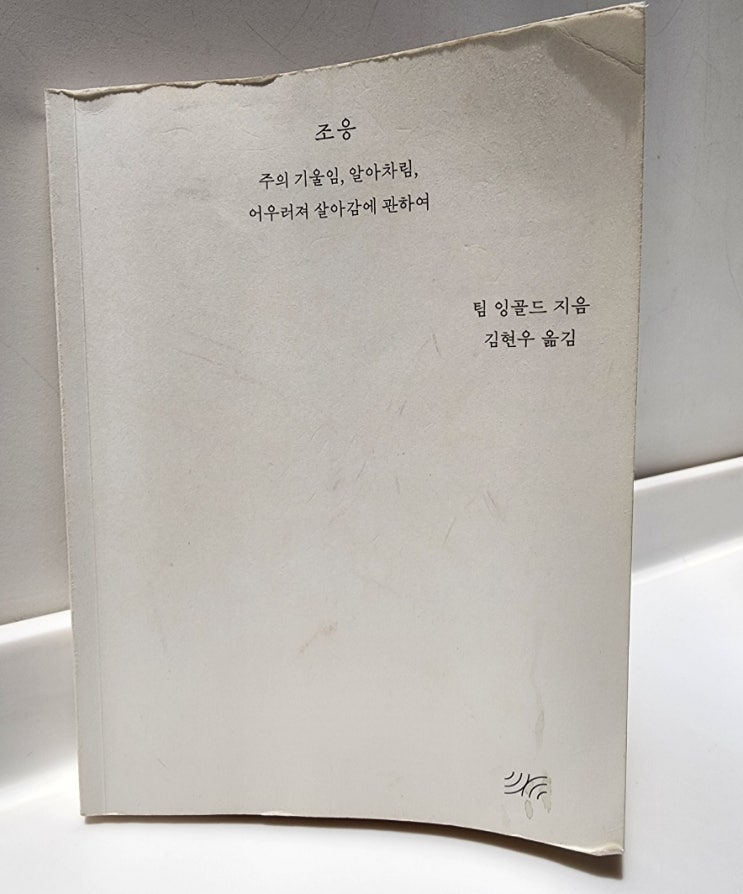 조응
주의 기울임, 알아차림,
어우러져 살아감에 관하여
팀 잉골드 지음
김현우 옮김